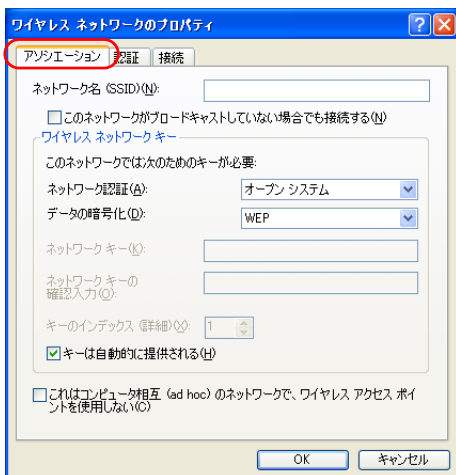 ワイヤレス ネットワークのプロパティ
アソシエーション 認証 接続
ネットワーク名 (SSID)(N):
このネットワークがブロードキャストしていない場合でも接続する(N)
ワイヤレス ネットワーク キー
このネットワークでは次のためのキーが必要:
ネットワーク認証(A): オープン システム
データの暗号化(D): WEP
ネットワーク キー(K):
ネットワーク キーの
確認入力(O):
キーのインデックス (詳細)(X): 1
キーは自動的に提供される(H)
これはコンピュータ相互 (ad hoc) のネットワークで、ワイヤレス アクセス ポイ
ントを使用しない(C)
OK キャンセル